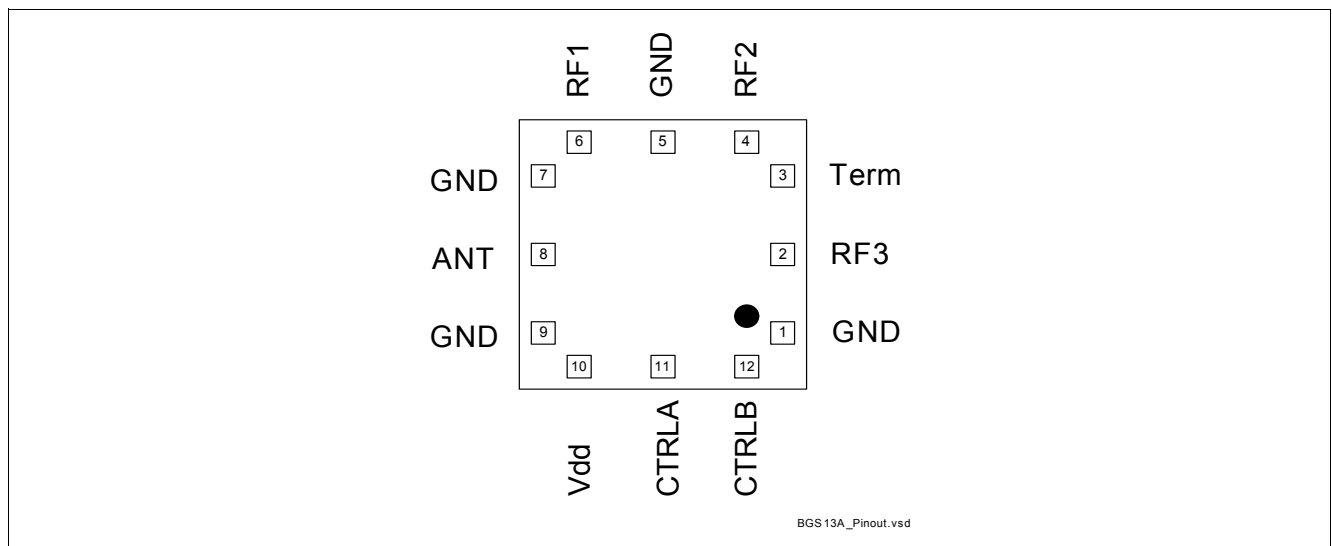 RF1
GND
RF2
6
5
4
GND
7
3
Term
ANT
8
2
RF3
GND
9
1
GND
10
11
12
Vdd
CTRLA
CTRLB
BGS13A_Pinout.vsd